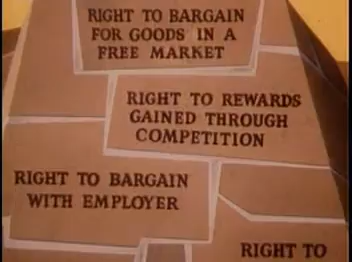 RIGHT TO BARGAIN
FOR GOODS IN A
FREE MARKET
RIGHT TO REWARDS
GAINED THROUGH
COMPETITION
RIGHT TO BARGAIN
WITH EMPLOYER
RIGHT TO